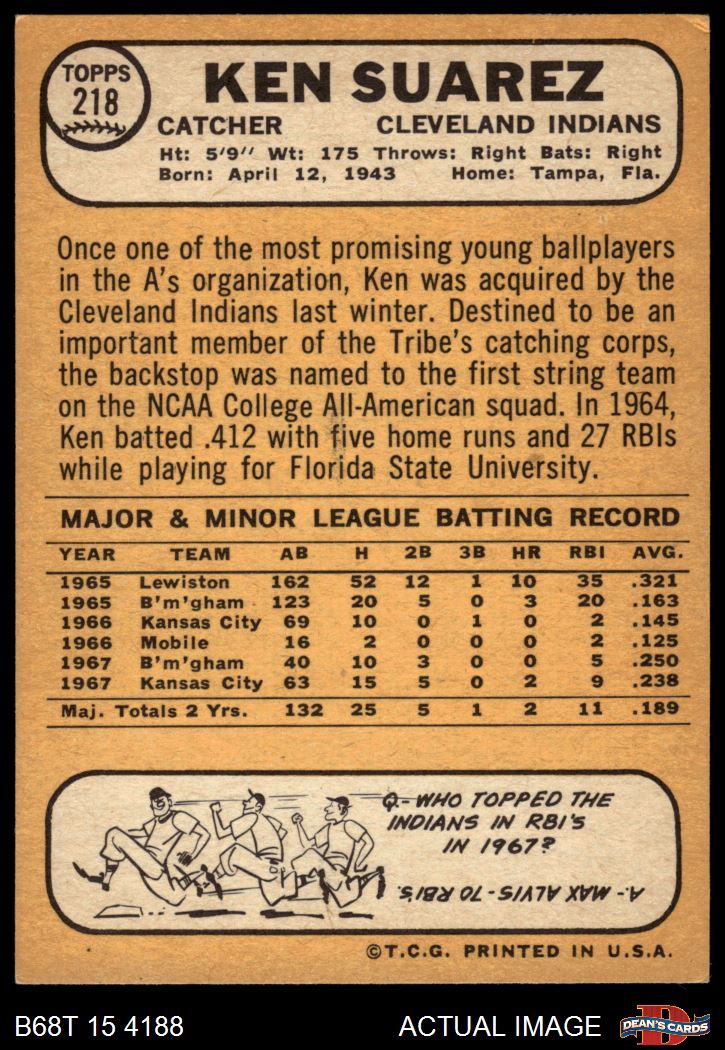 TOPPS
218
KEN SUAREZ
CATCHER CLEVELAND INDIANS
Ht: 5'9" Wt: 175 Throws: Right Bats: Right
Born: April 12, 1943 Home: Tampa, Fla.
Once one of the most promising young ballplayers
in the A's organization, Ken was acquired by the
Cleveland Indians last winter. Destined to be an
important member of the Tribe's catching corps,
the backstop was named to the first string team
on the NCAA College All-American squad. In 1964,
Ken batted .412 with five home runs and 27 RBIs
while playing for Florida State University.
MAJOR & MINOR LEAGUE BATTING RECORD
YEAR TEAM AB H 2B 3B HR RBI AVG.
1965 Lewiston 162 52 12 1 10 35 .321
1965 B'm'gham 123 20 5 0 3 20 .163
1966 Kansas City 69 10 0 1 0 2 .145
1966 Mobile 16 2 0 0 0 2 .125
1967 B'm'gham 40 10 3 0 0 5 .250
1967 Kansas City 63 15 5 0 2 9 .238
Maj. Totals 2 Yrs. 132 25 5 1 2 11 .189
Q.- WHO TOPPED THE
INDIANS IN RBI'S
IN 1967?
A.- MAX ALVIS - 70 RBI'S.
©T.C.G. PRINTED IN U.S.A.
B68T 15 4188 ACTUAL IMAGE DEAN'S CARDS